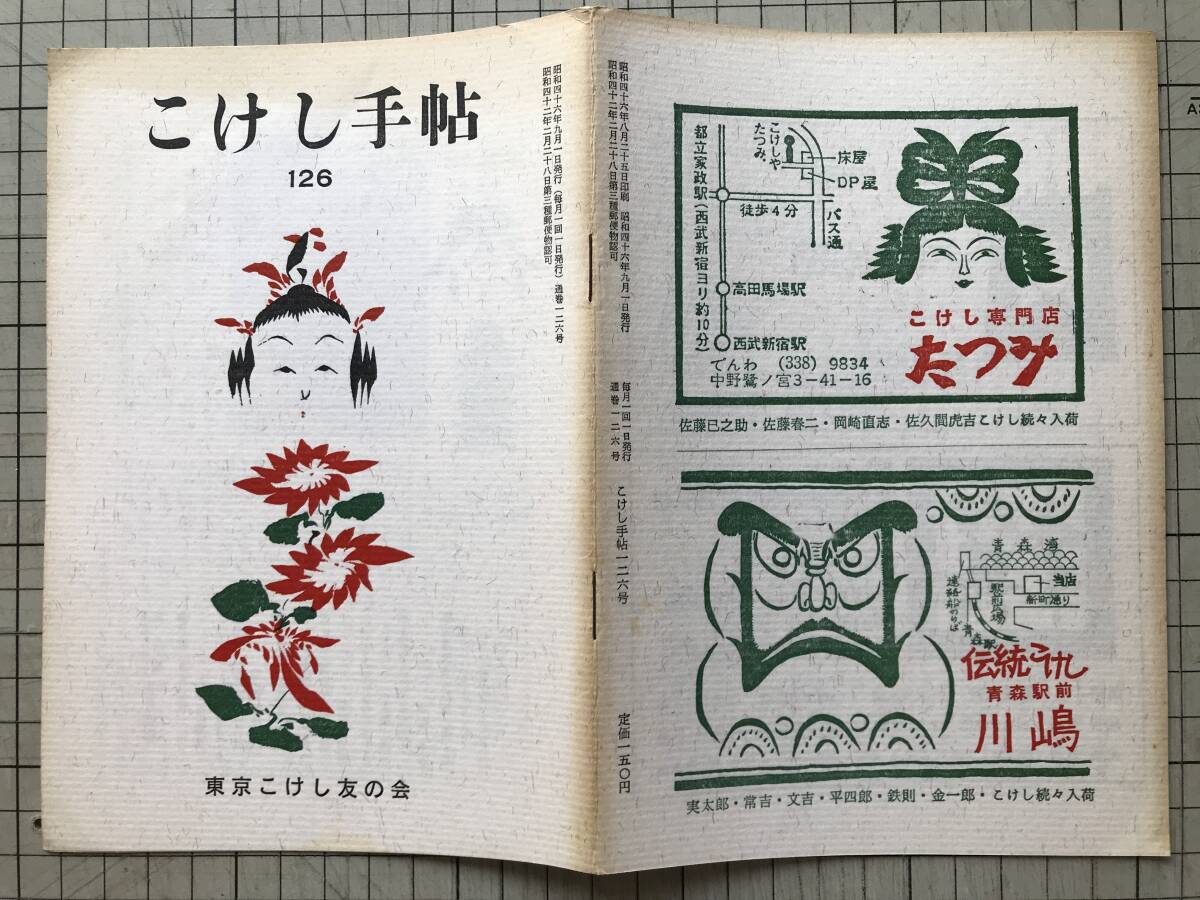 こけし手帖
126
東京こけし友の会
昭和四十六年九月一日発行(毎月一回一日発行)通巻一二六号
昭和四十二年二月二十八日第三種郵便物認可
昭和四十六年八月二十五日印刷 昭和四十六年九月一日発行
昭和四十二年二月二十八日第三種郵便物認可
毎月一回一日発行
通巻一二六号
こけし手帖一二六号
定価一五〇円
都立家政駅(西武新宿ヨリ約10分)
こけしや
たつみ
床屋
DP屋
徒歩4分
バス通
高田馬場駅
西武新宿駅
でんわ (338) 9834
中野鷺ノ宮3-41-16
こけし専門店
たつみ
佐藤巳之助・佐藤春二・岡崎直志・佐久間虎吉こけし続々入荷
青森湾
当店
新町通り
駅前広場
連絡船のりば
青森駅
伝統こけし
青森駅前
川嶋
実太郎・常吉・文吉・平四郎・鉄則・金一郎・こけし続々入荷